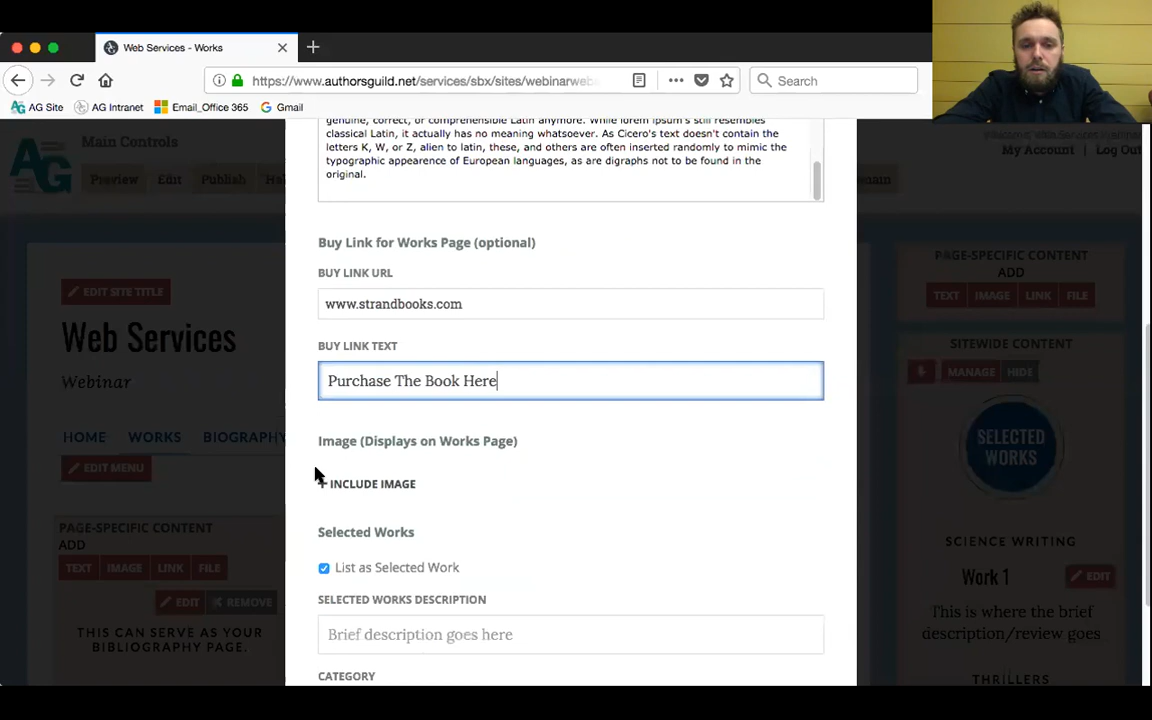 Web Services - Works
https://www.authorsguild.net/services/sbx/sites/webinarweb
Search
AG Site
AG Intranet
Email_Office 365
Gmail
AG
Main Controls
Preview
Edit
Publish
My Account
Log Out
genuine, correct, or comprehensible Latin anymore. While lorem ipsum's still resembles
classical Latin, it actually has no meaning whatsoever. As Cicero's text doesn't contain the
letters K, W, or Z, alien to latin, these, and others are often inserted randomly to mimic the
typographic appearence of European languages, as are digraphs not to be found in the
original.
Buy Link for Works Page (optional)
BUY LINK URL
www.strandbooks.com
BUY LINK TEXT
Purchase The Book Here
Image (Displays on Works Page)
+ INCLUDE IMAGE
Selected Works
List as Selected Work
SELECTED WORKS DESCRIPTION
Brief description goes here
CATEGORY
EDIT SITE TITLE
Web Services
Webinar
HOME
WORKS
BIOGRAPHY
EDIT MENU
PAGE-SPECIFIC CONTENT
ADD
TEXT
IMAGE
LINK
FILE
EDIT
REMOVE
THIS CAN SERVE AS YOUR
BIBLIOGRAPHY PAGE.
PAGE-SPECIFIC CONTENT
ADD
TEXT
IMAGE
LINK
FILE
SITEWIDE CONTENT
MANAGE
HIDE
SELECTED
WORKS
SCIENCE WRITING
Work 1
EDIT
This is where the brief
description/review goes
THRILLERS